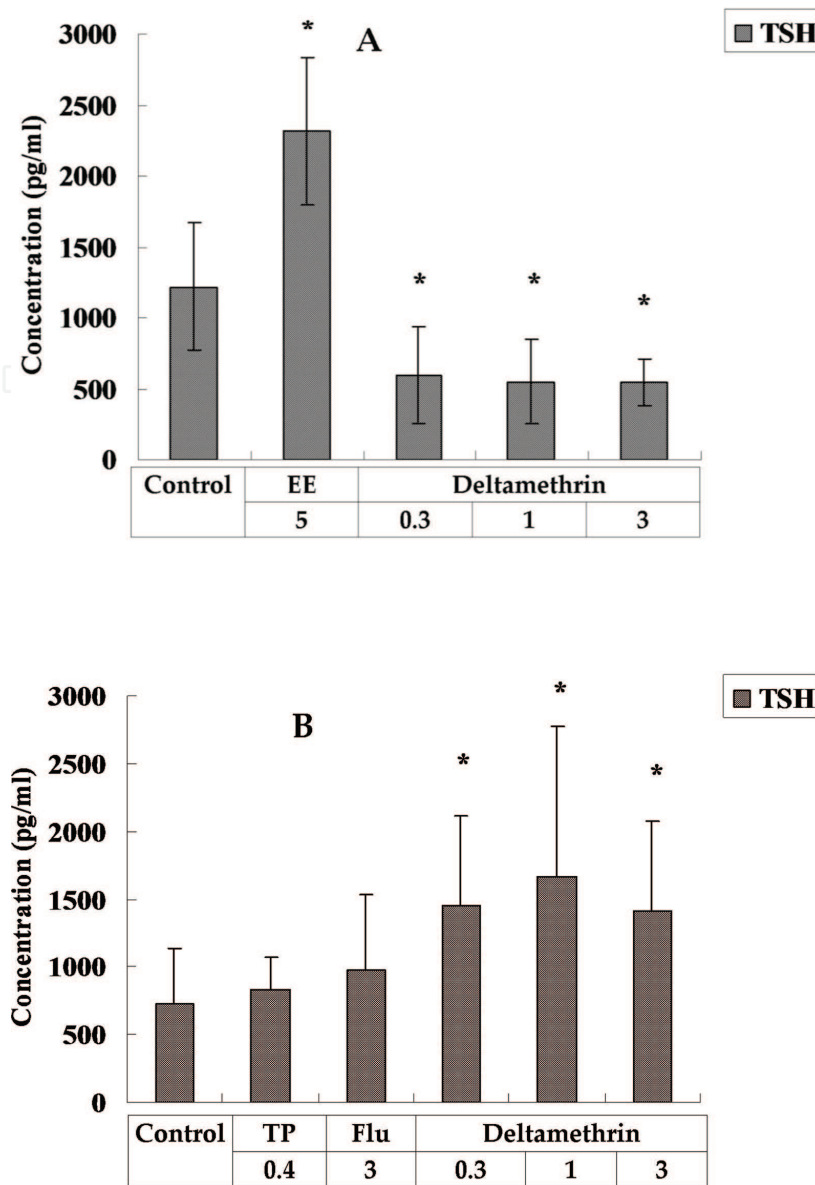 A
TSH
*
3000
2500
2000
1500
1000
500
0
Concentration (pg/ml)
* * *
Control EE Deltamethrin
5 0.3 1 3
B
TSH
3000
2500
2000
1500
1000
500
0
Concentration (pg/ml)
* * *
Control TP Flu Deltamethrin
0.4 3 0.3 1 3